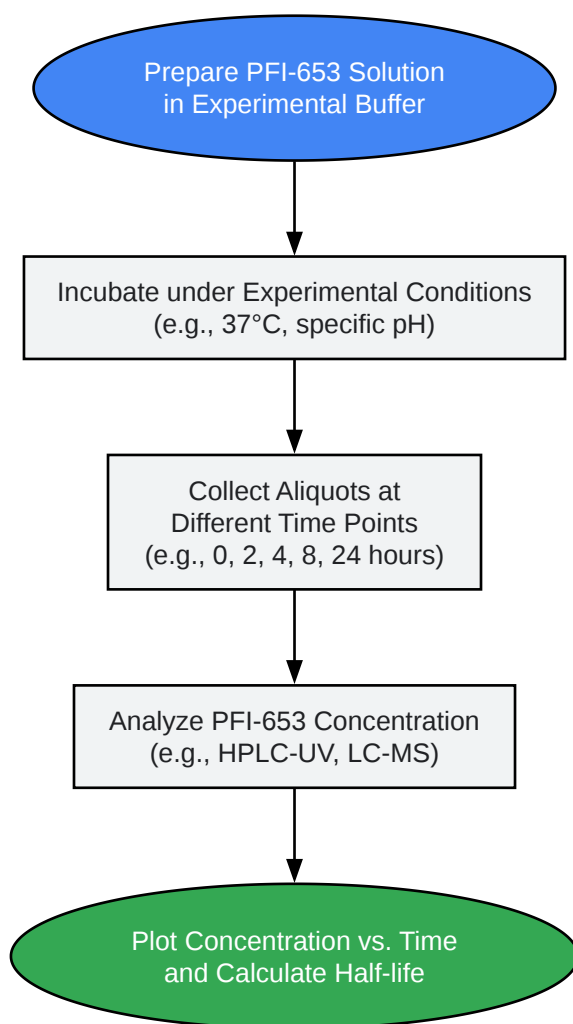 Prepare PFI-653 Solution
in Experimental Buffer
Incubate under Experimental Conditions
(e.g., 37°C, specific pH)
Collect Aliquots at
Different Time Points
(e.g., 0, 2, 4, 8, 24 hours)
Analyze PFI-653 Concentration
(e.g., HPLC-UV, LC-MS)
Plot Concentration vs. Time
and Calculate Half-life